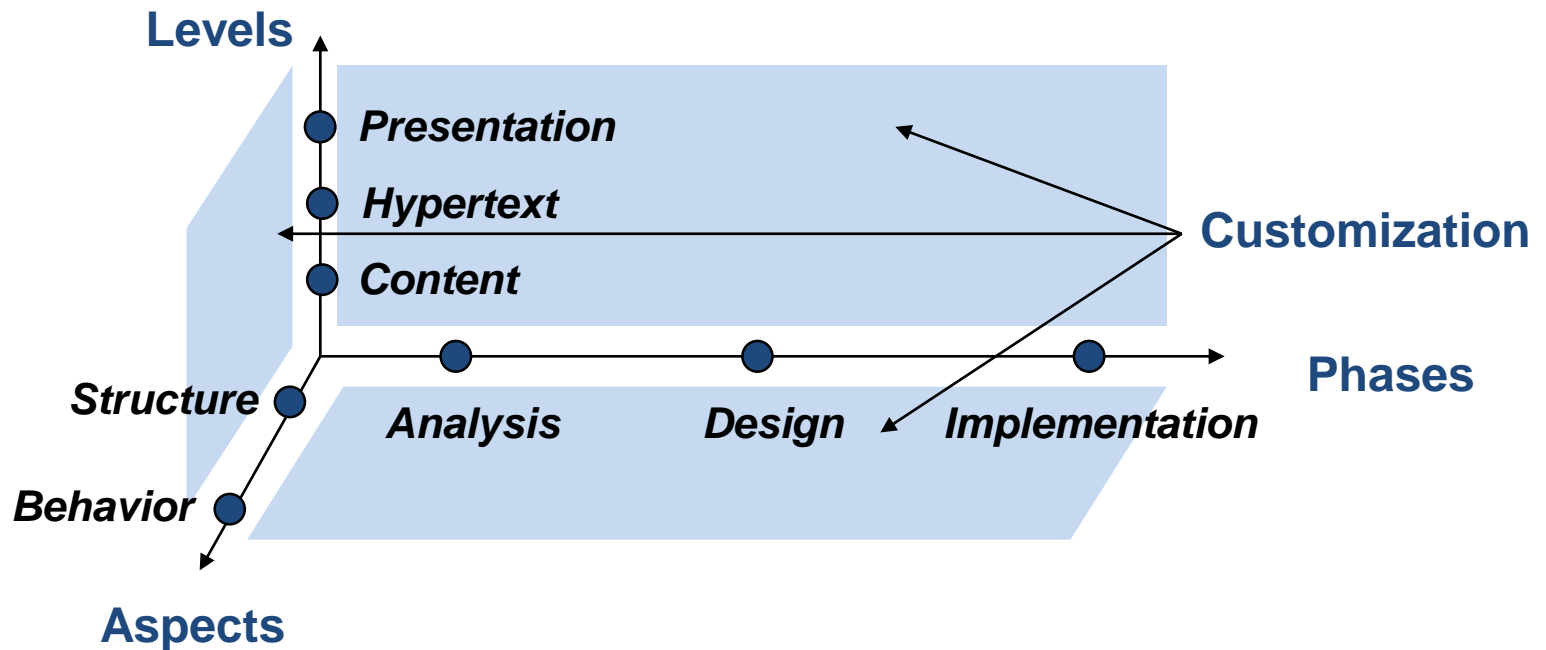 Levels
Presentation
Hypertext
Customization
Content
Phases
Structure
Analysis
Design
Implementation
Behavior
Aspects